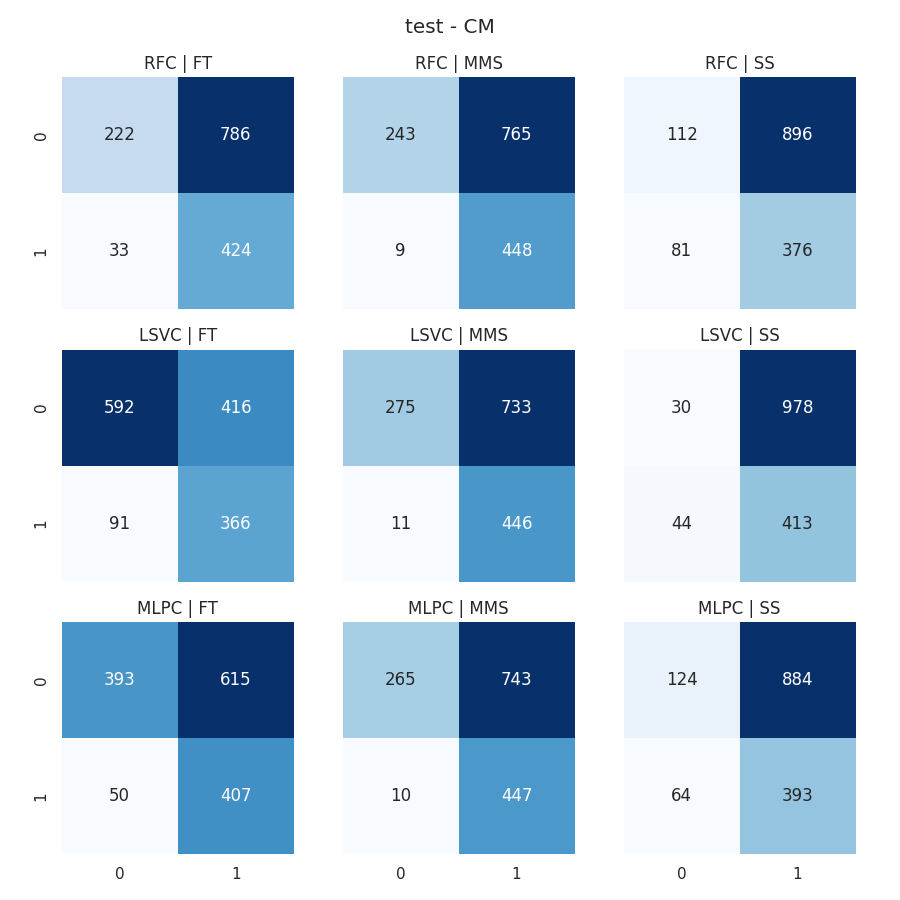 test - CM
RFC | FT
RFC | MMS
RFC | SS
0
222 786
243 765
112 896
1
33 424
9 448
81 376
LSVC | FT
LSVC | MMS
LSVC | SS
0
592 416
275 733
30 978
1
91 366
11 446
44 413
MLPC | FT
MLPC | MMS
MLPC | SS
0
393 615
265 743
124 884
1
50 407
10 447
64 393
0 1
0 1
0 1